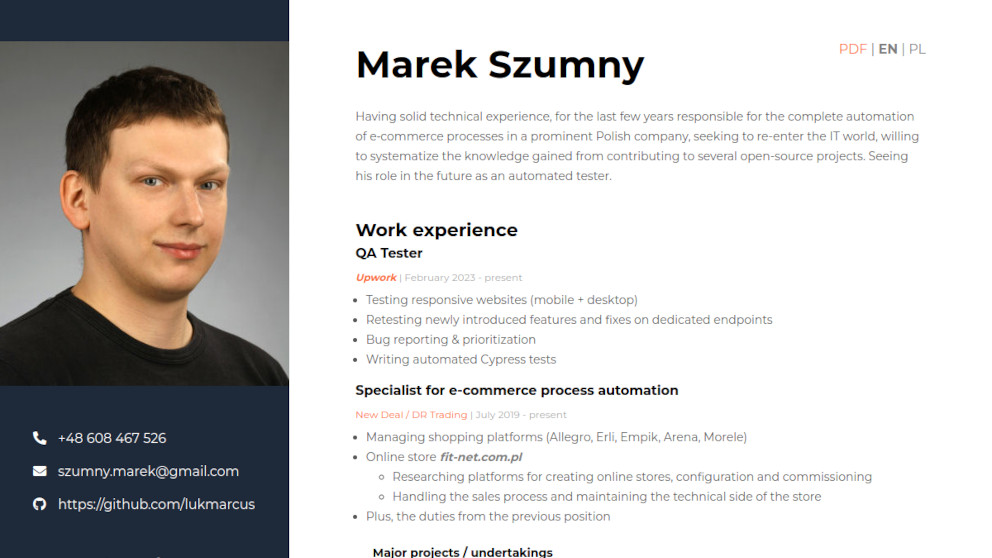 PDF | EN | PL
Marek Szumny
Having solid technical experience, for the last few years responsible for the complete automation
of e-commerce processes in a prominent Polish company, seeking to re-enter the IT world, willing
to systematize the knowledge gained from contributing to several open-source projects. Seeing
his role in the future as an automated tester.
Work experience
QA Tester
Upwork | February 2023 - present
Testing responsive websites (mobile + desktop)
Retesting newly introduced features and fixes on dedicated endpoints
Bug reporting & prioritization
Writing automated Cypress tests
Specialist for e-commerce process automation
New Deal / DR Trading | July 2019 - present
Managing shopping platforms (Allegro, Erli, Empik, Arena, Morele)
Online store fit-net.com.pl
Researching platforms for creating online stores, configuration and commissioning
Handling the sales process and maintaining the technical side of the store
Plus, the duties from the previous position
Major projects / undertakings
+48 608 467 526
szumny.marek@gmail.com
https://github.com/lukmarcus